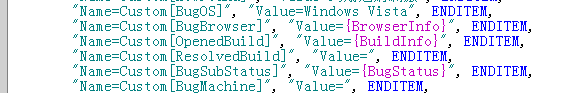 "Name=Custom[BugOS]", "Value=Windows Vista", ENDITEM,
"Name=Custom[BugBrowser]", "Value={BrowserInfo}", ENDITEM,
"Name=Custom[OpenedBuild]", "Value={BuildInfo}", ENDITEM,
"Name=Custom[ResolvedBuild]", "Value=", ENDITEM,
"Name=Custom[BugSubStatus]", "Value={BugStatus}", ENDITEM,
"Name=Custom[BugMachine]", "Value=", ENDITEM,